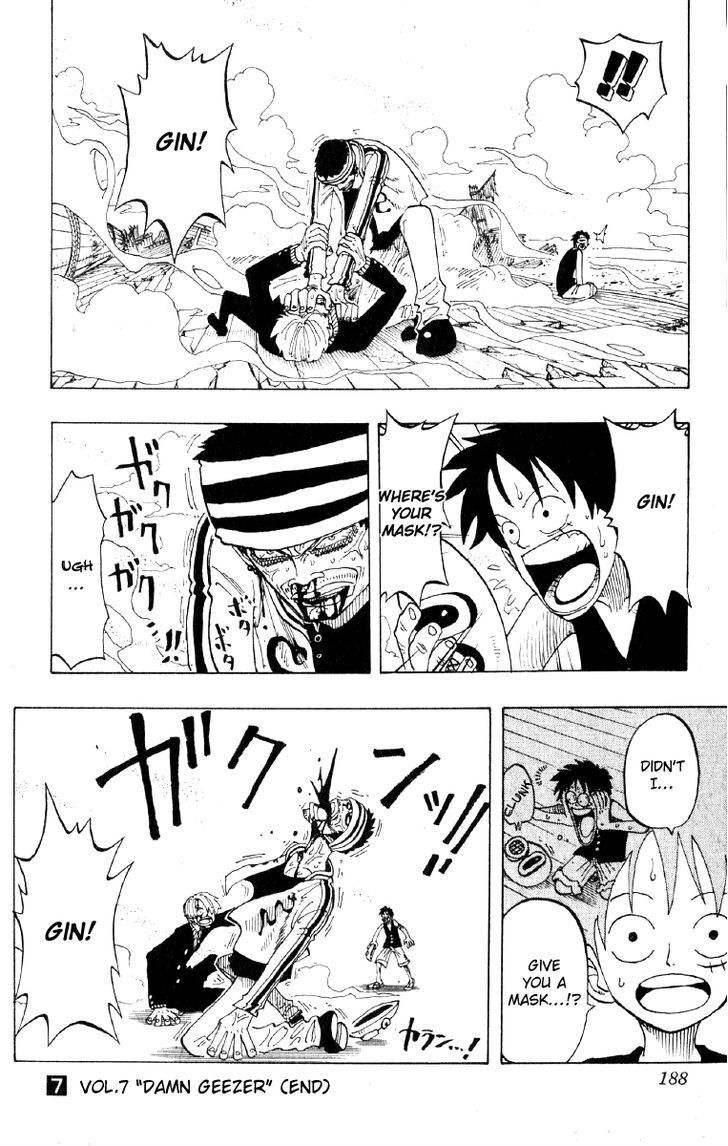 !!
GIN!
GIN!
WHERE'S
YOUR
MASK!?
ガク
ガク
ガク
!!
ボタ
ボタ
UGH
...
DIDN'T
I...
CLUNK
GIVE
YOU A
MASK...!?
ガクンッ!!!
GIN!
カラン...!
7 VOL.7 "DAMN GEEZER" (END)
188